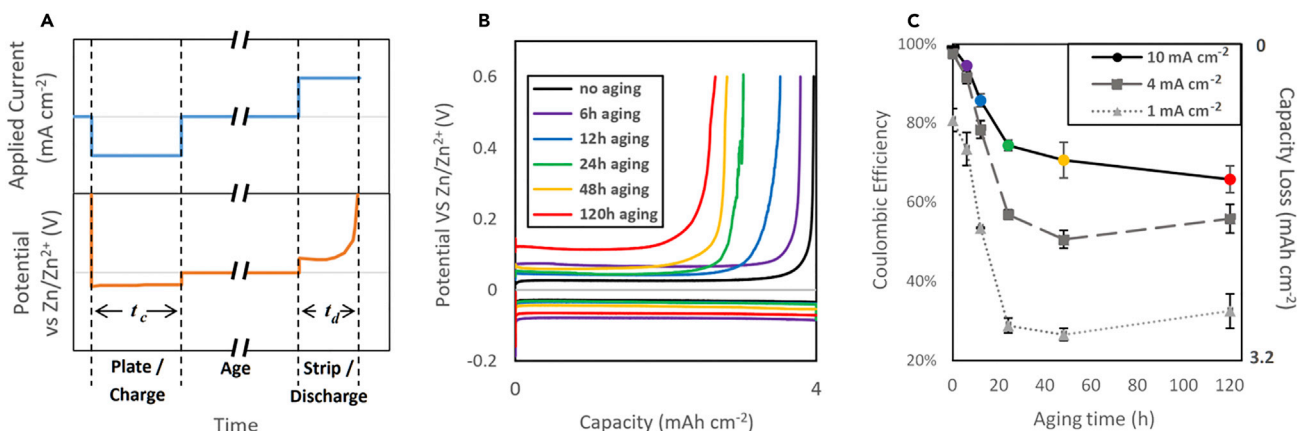 A
Applied Current
(mA cm⁻²)
Potential
vs Zn/Zn²⁺ (V)
t_c
t_d
Plate /
Charge
Age
Strip /
Discharge
Time
B
Potential VS Zn/Zn²⁺ (V)
0.6
0.4
0.2
0
-0.2
no aging
6h aging
12h aging
24h aging
48h aging
120h aging
0
4
Capacity (mAh cm⁻²)
C
Coulombic Efficiency
100%
80%
60%
40%
20%
10 mA cm⁻²
4 mA cm⁻²
1 mA cm⁻²
0
3.2
Capacity Loss
(mAh cm⁻²)
0
20
40
60
80
100
120
Aging time (h)